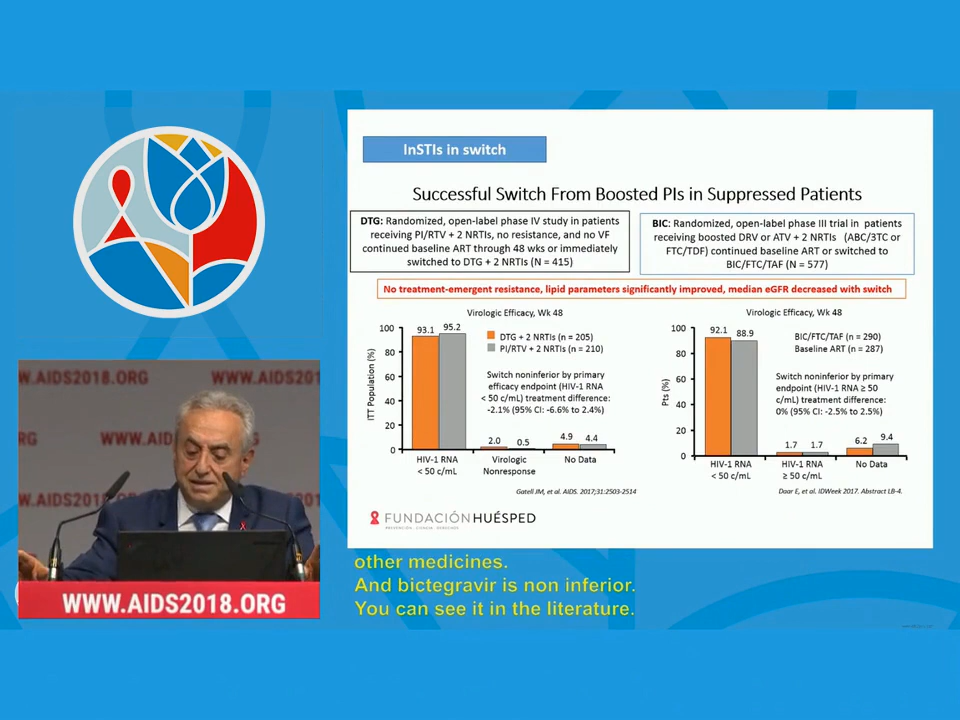 InSTIs in switch
Successful Switch From Boosted PIs in Suppressed Patients
DTG: Randomized, open-label phase IV study in patients
receiving PI/RTV + 2 NRTIs, no resistance, and no VF
continued baseline ART through 48 wks or immediately
switched to DTG + 2 NRTIs (N = 415)
BIC: Randomized, open-label phase III trial in patients
receiving boosted DRV or ATV + 2 NRTIs (ABC/3TC or
FTC/TDF) continued baseline ART or switched to
BIC/FTC/TAF (N = 577)
No treatment-emergent resistance, lipid parameters significantly improved, median eGFR decreased with switch
Virologic Efficacy, Wk 48
ITT Population (%)
100
80
60
40
20
0
93.1
95.2
2.0
0.5
4.9
4.4
DTG + 2 NRTIs (n = 205)
PI/RTV + 2 NRTIs (n = 210)
Switch noninferior by primary
efficacy endpoint (HIV-1 RNA
< 50 c/mL) treatment difference:
-2.1% (95% CI: -6.6% to 2.4%)
HIV-1 RNA
< 50 c/mL
Virologic
Nonresponse
No Data
Gatell JM, et al. AIDS. 2017;31:2503-2514
Virologic Efficacy, Wk 48
Pts (%)
100
80
60
40
20
0
92.1
88.9
1.7
1.7
6.2
9.4
BIC/FTC/TAF (n = 290)
Baseline ART (n = 287)
Switch noninferior by primary
endpoint (HIV-1 RNA ≥ 50
c/mL) treatment difference:
0% (95% CI: -2.5% to 2.5%)
HIV-1 RNA
< 50 c/mL
HIV-1 RNA
≥ 50 c/mL
No Data
Daar E, et al. IDWeek 2017. Abstract LB-4.
FUNDACIÓN HUÉSPED
PREVENCIÓN CIENCIA DERECHOS
W.AIDS2018.ORG
WWW.AIDS2018.O
RG
WWW.A
ORG
W.AIDS201
WWW.AIDS2018.ORG
other medicines.
And bictegravir is non inferior.
You can see it in the literature.